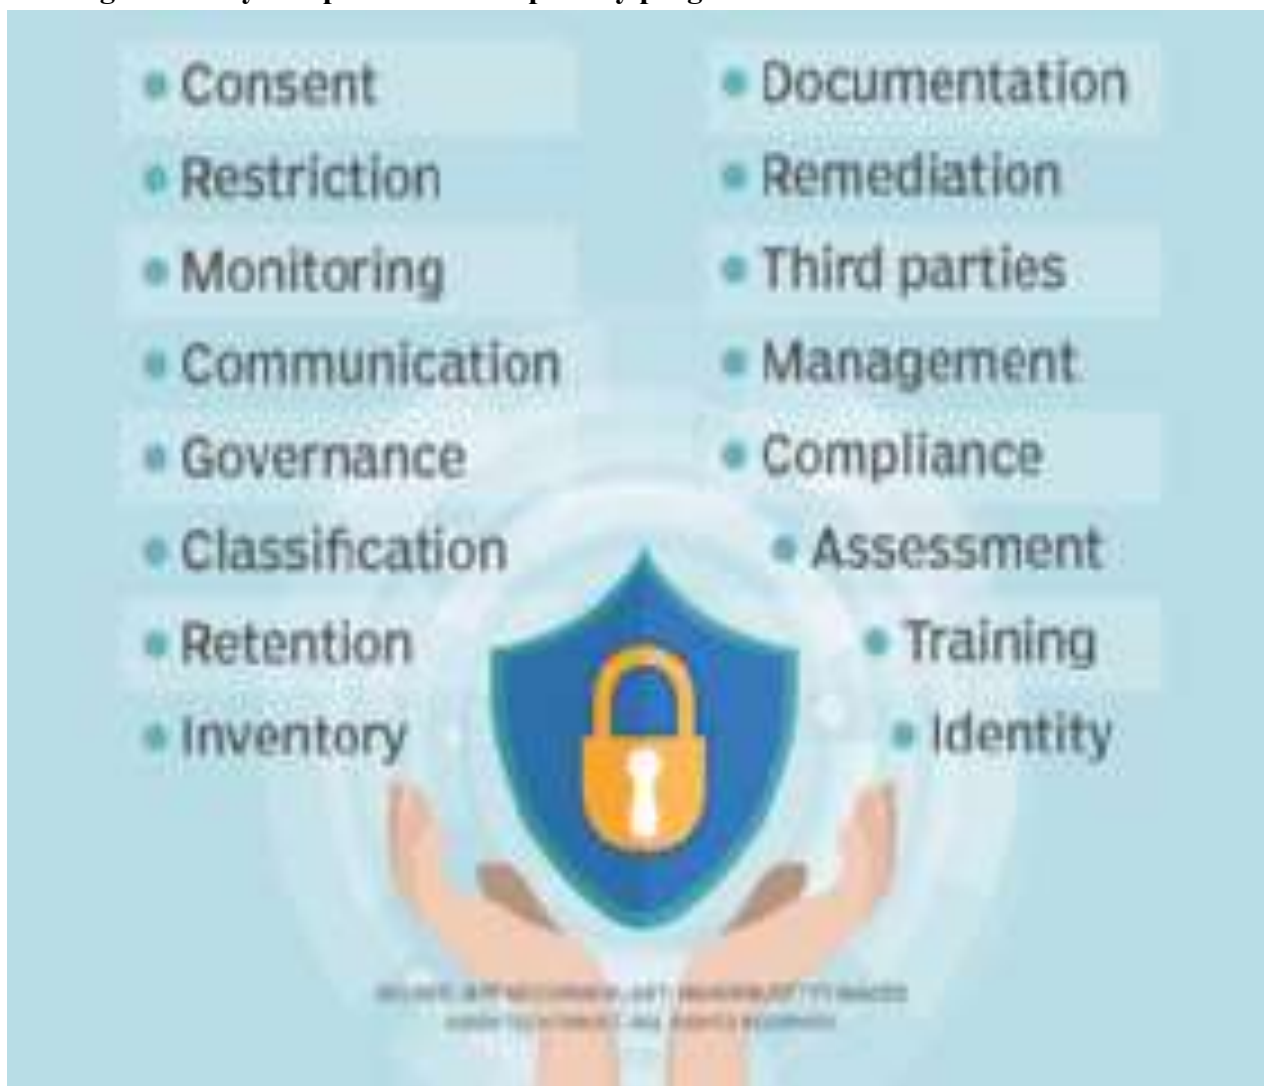 Consent
Restriction
Monitoring
Communication
Governance
Classification
Retention
Inventory
Documentation
Remediation
Third parties
Management
Compliance
Assessment
Training
Identity